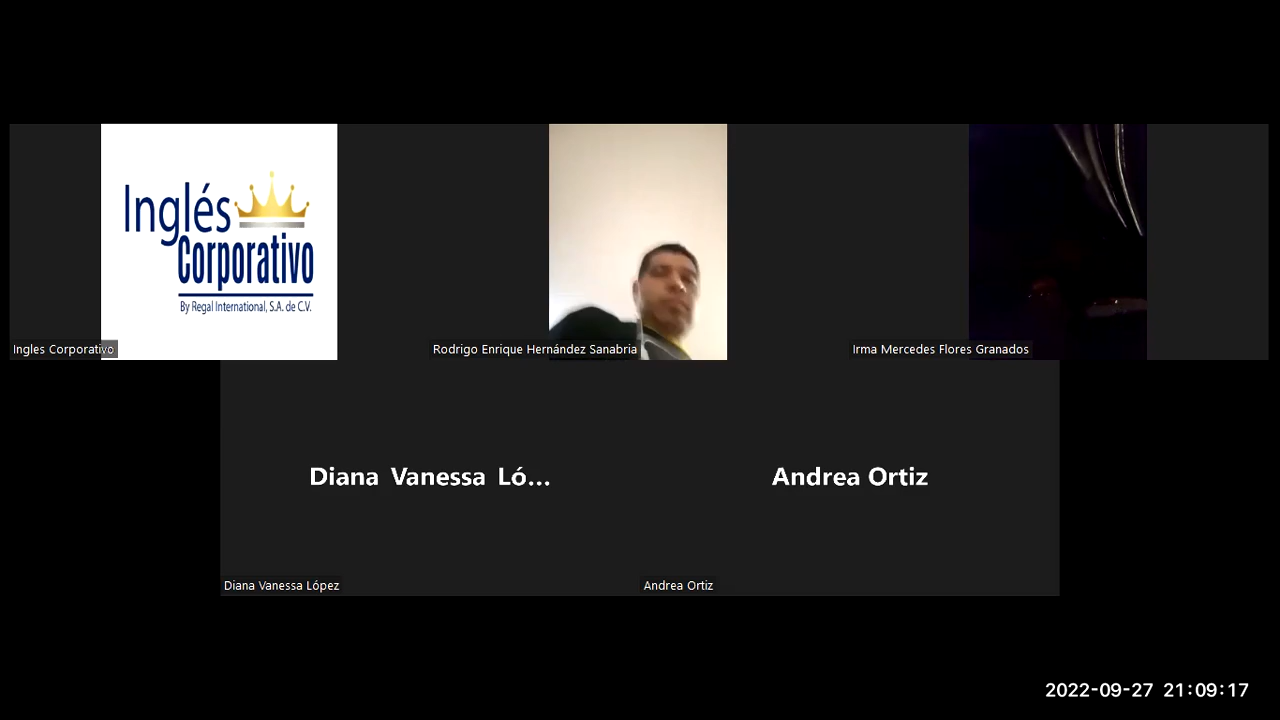 Inglés
Corporativo
By Regal International, S.A. de C.V.
Ingles Corporativo
Rodrigo Enrique Hernández Sanabria
Irma Mercedes Flores Granados
Diana Vanessa Ló...
Andrea Ortiz
Diana Vanessa López
Andrea Ortiz
2022-09-27 21:09:17